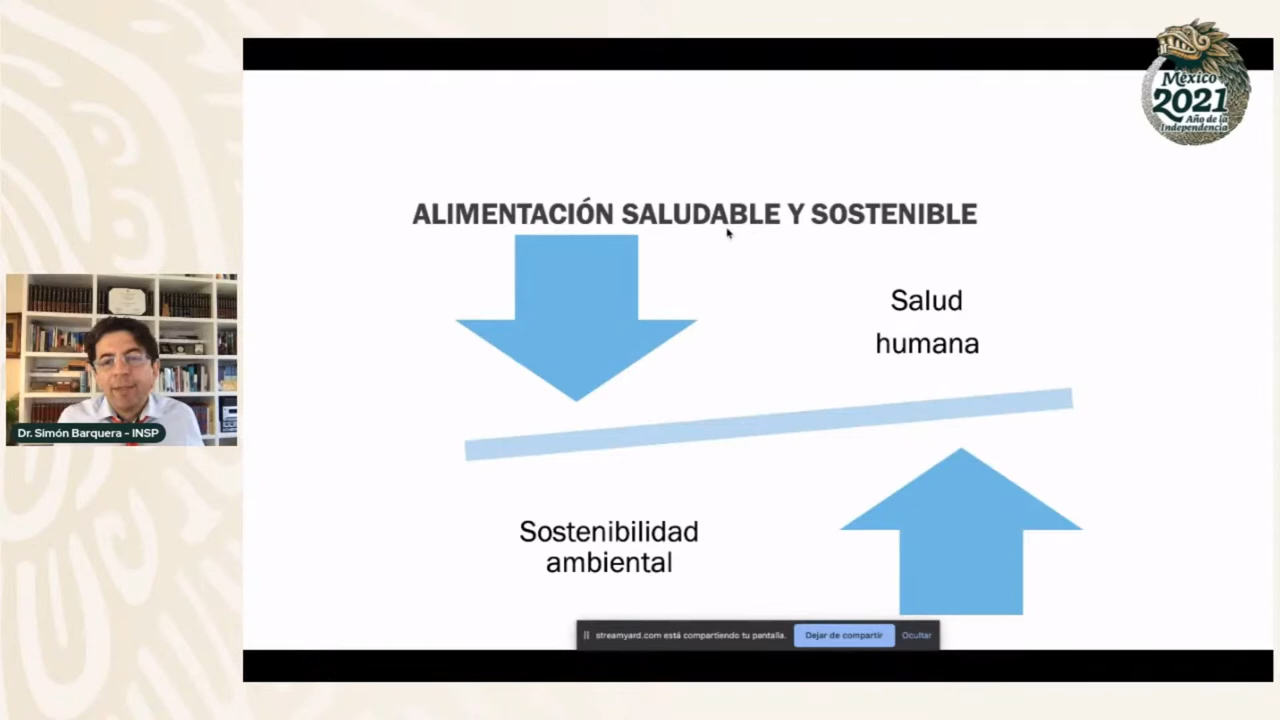 México
2021
Año de la
Independencia
ALIMENTACIÓN SALUDABLE Y SOSTENIBLE
Salud
humana
Dr. Simón Barquera - INSP
Sostenibilidad
ambiental
streamyard.com está compartiendo tu pantalla.
Dejar de compartir
Ocultar